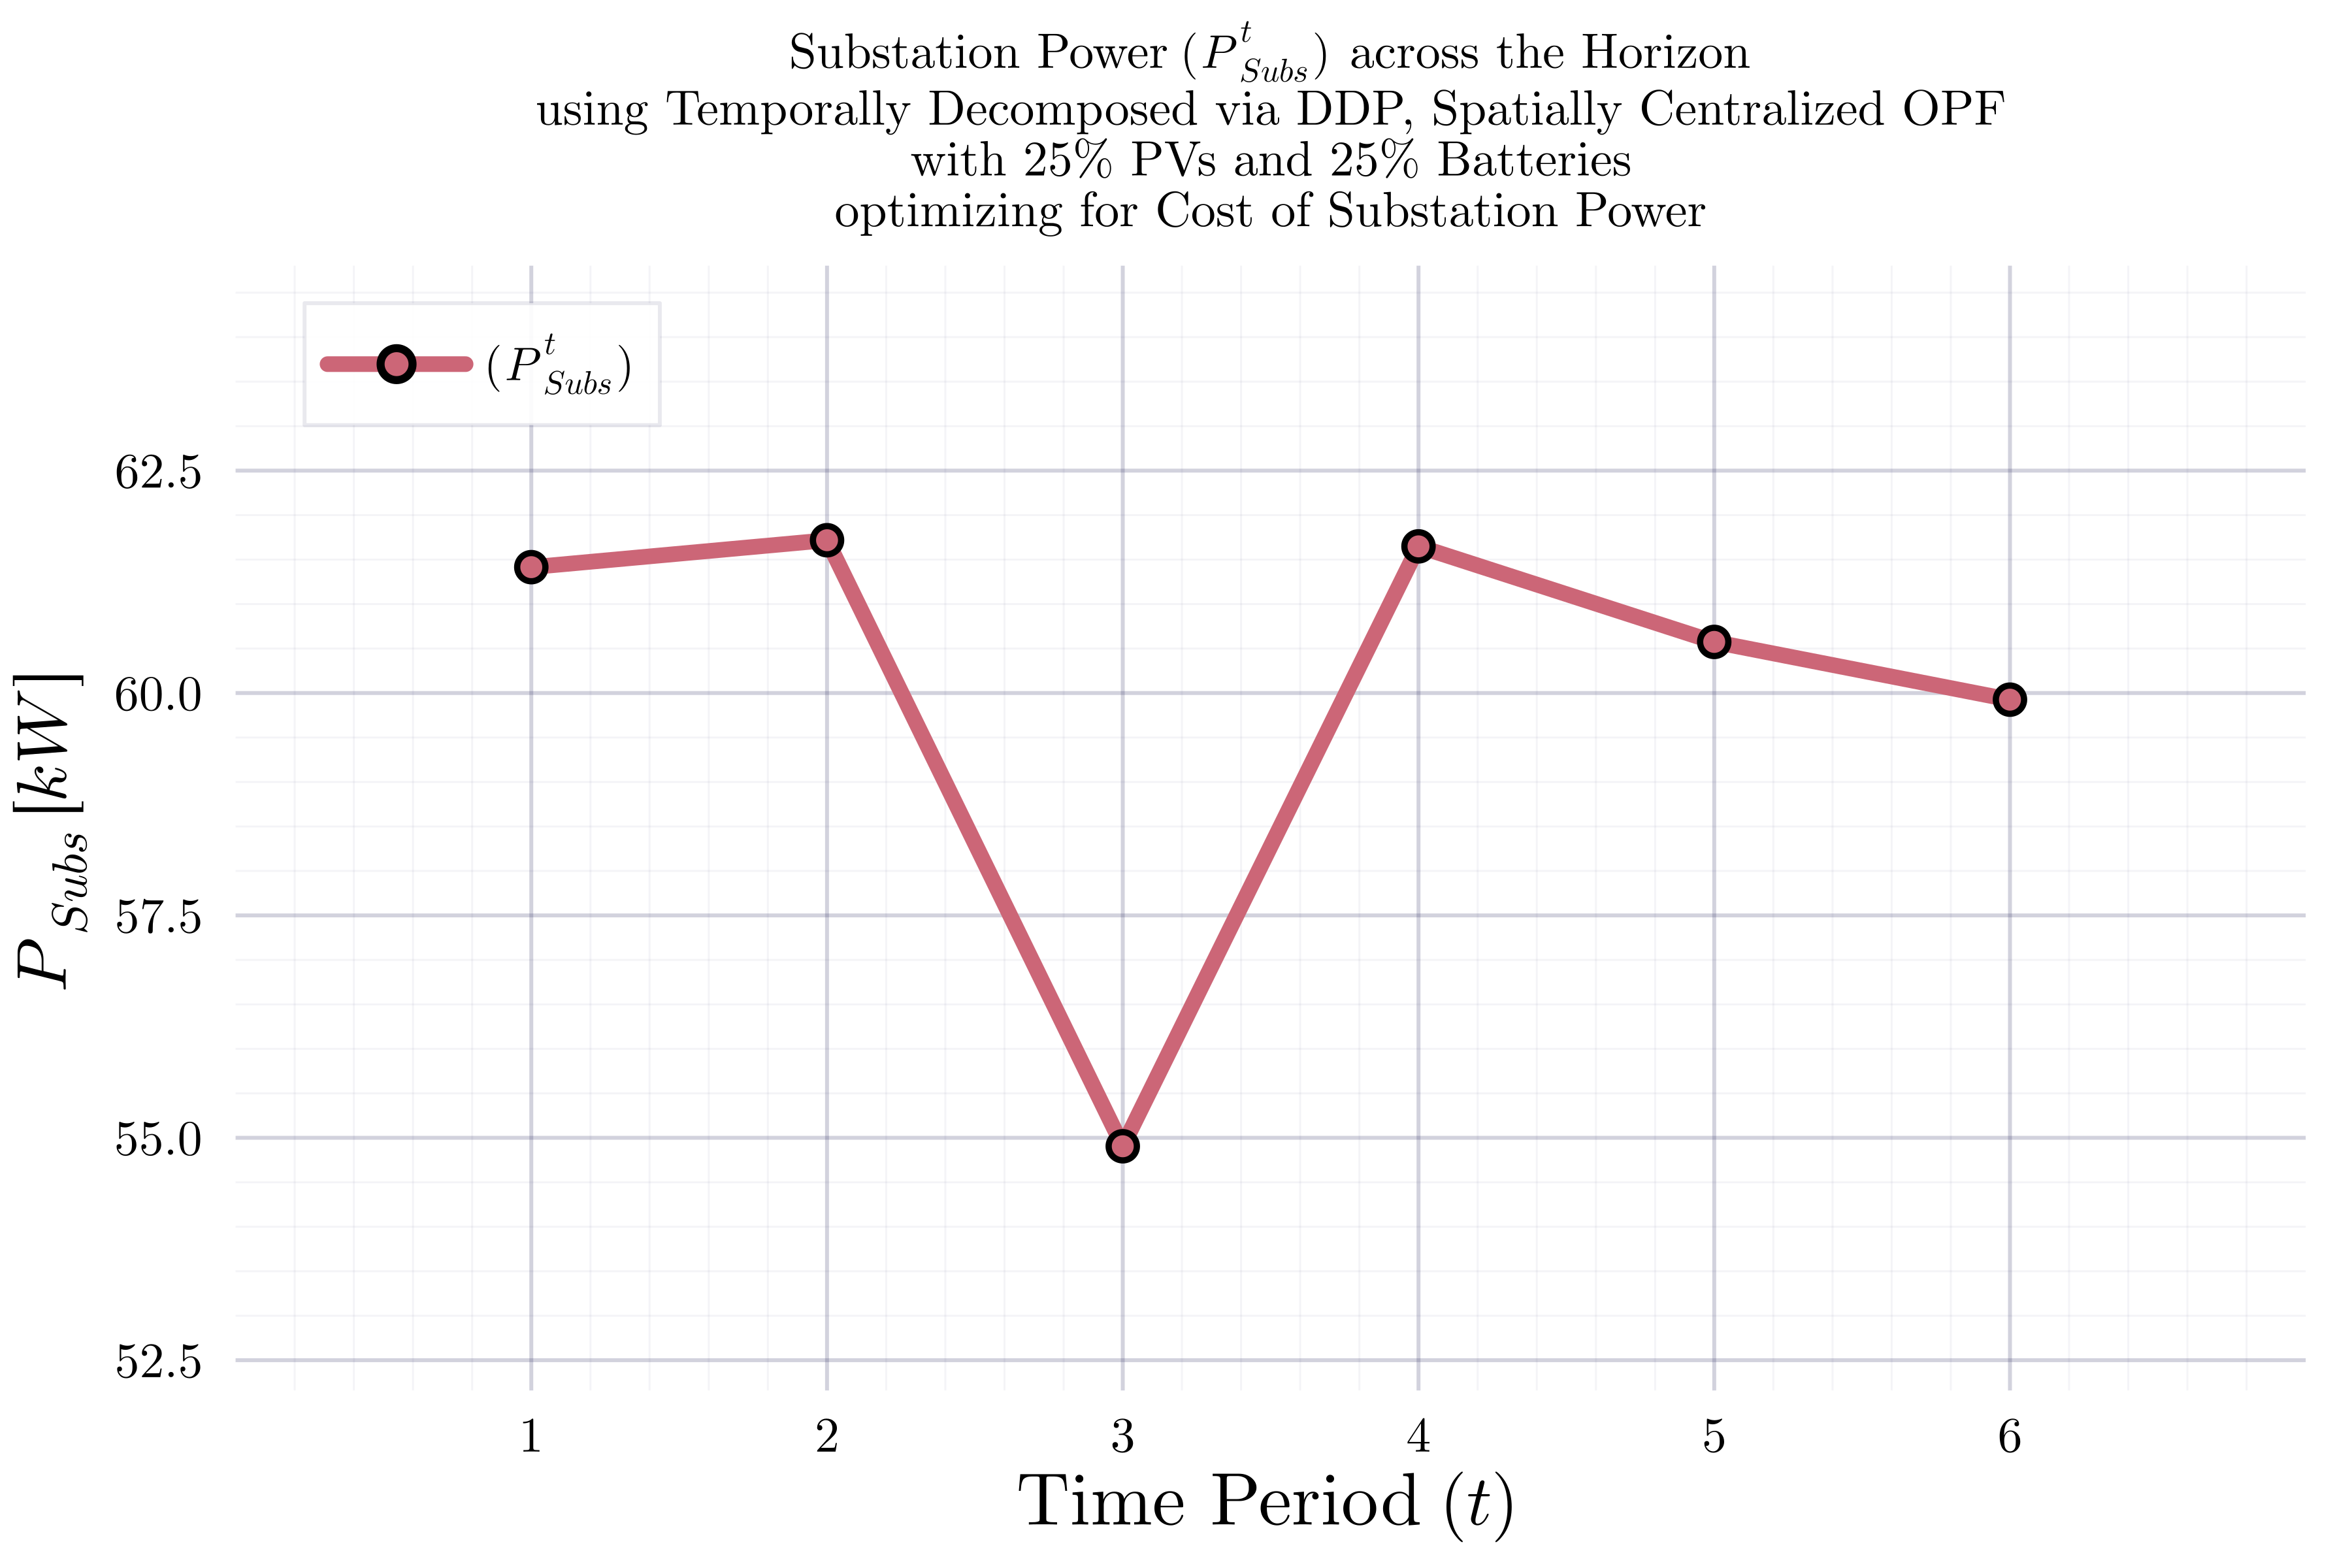 Substation Power (P^t_Subs) across the Horizon
using Temporally Decomposed via DDP, Spatially Centralized OPF
with 25% PVs and 25% Batteries
optimizing for Cost of Substation Power
(P^t_Subs)
P_Subs [kW]
62.5
60.0
57.5
55.0
52.5
1 2 3 4 5 6
Time Period (t)